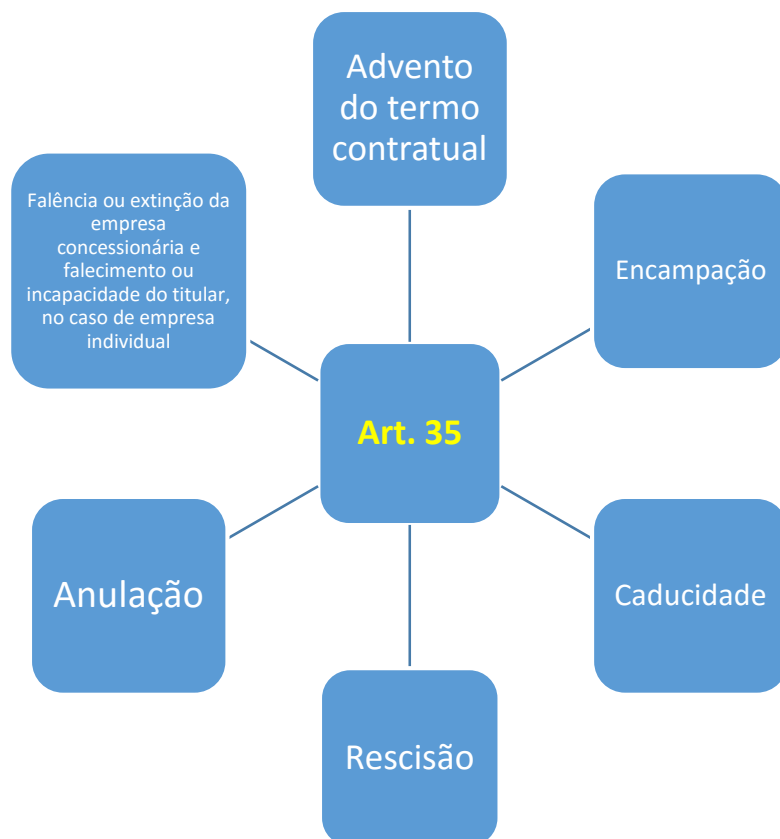 Advento
do termo
contratual
Falência ou extinção da
empresa
concessionária e
falecimento ou
incapacidade do titular,
no caso de empresa
individual
Encampação
Art. 35
Anulação
Caducidade
Rescisão